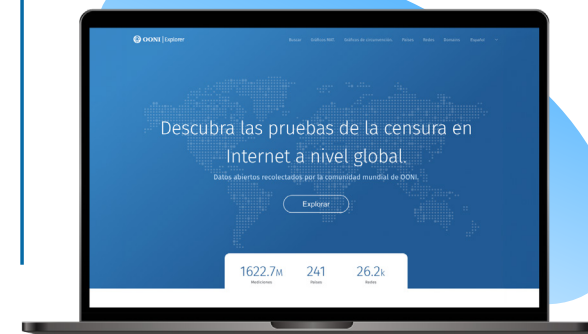 OONI | Explorer
Buscar Gráficos MAT Gráficos de circunvención Países Redes Dominio Español
Descubra las pruebas de la censura en
Internet a nivel global.
Datos abiertos recolectados por la comunidad mundial de OONI.
Explorar
1622.7M 241 26.2k
Mediciones Países Redes